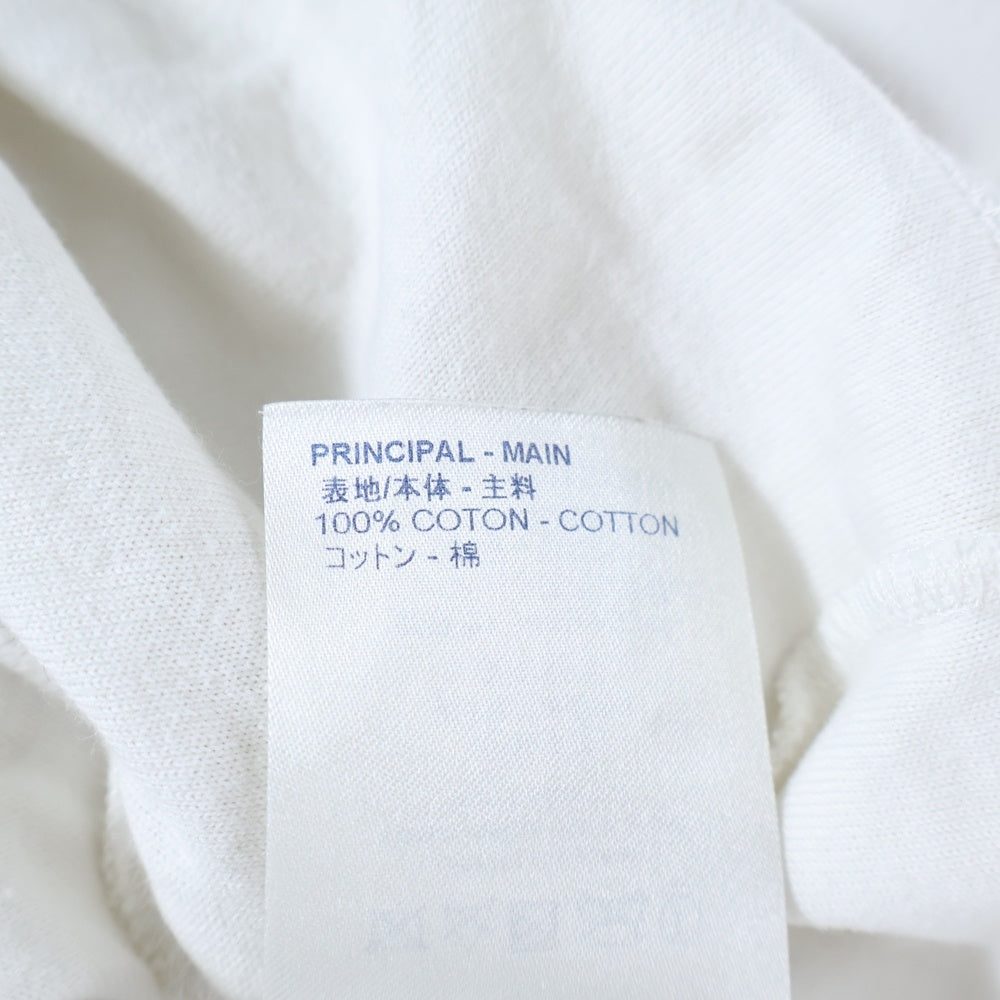 PRINCIPAL - MAIN
表地/本体 - 主料
100% COTON - COTTON
コットン - 棉